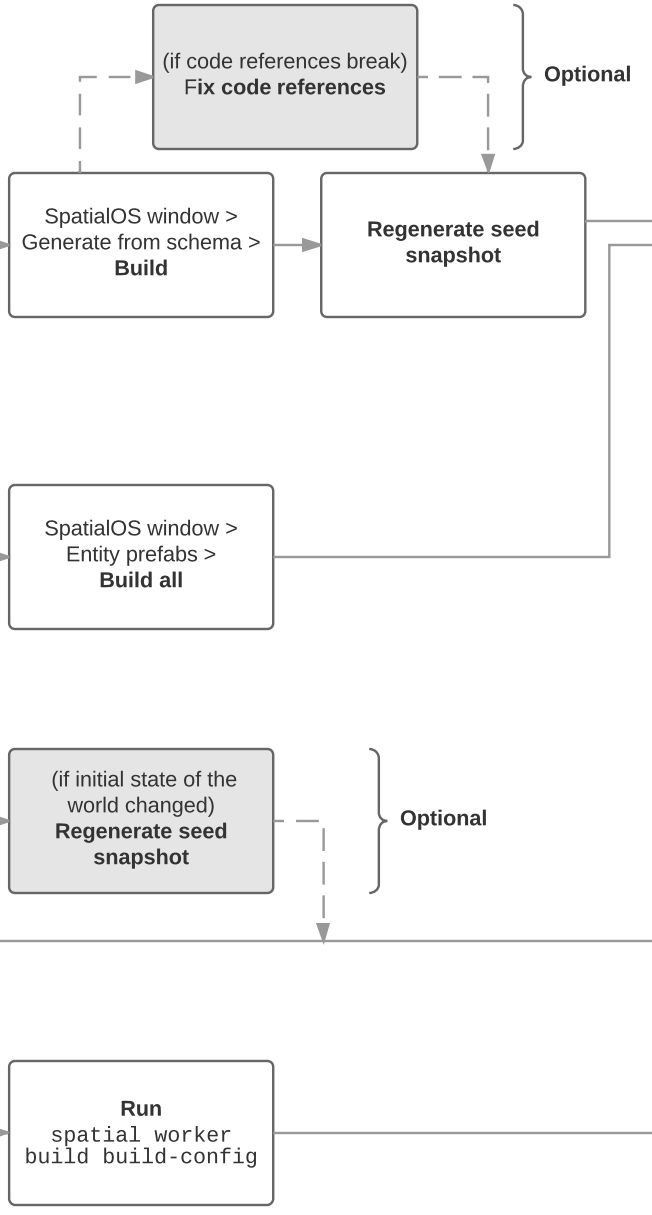 (if code references break)
Fix code references
Optional
SpatialOS window >
Generate from schema >
Build
Regenerate seed
snapshot
SpatialOS window >
Entity prefabs >
Build all
(if initial state of the
world changed)
Regenerate seed
snapshot
Optional
Run
spatial worker
build build-config